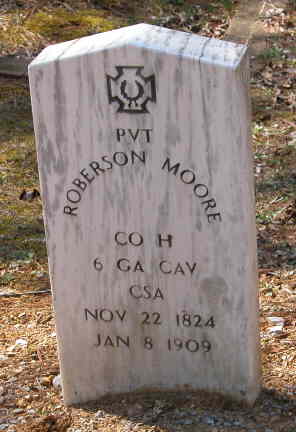 PVT
ROBERSON MOORE
CO H
6 GA CAV
CSA
NOV 22 1824
JAN 8 1909